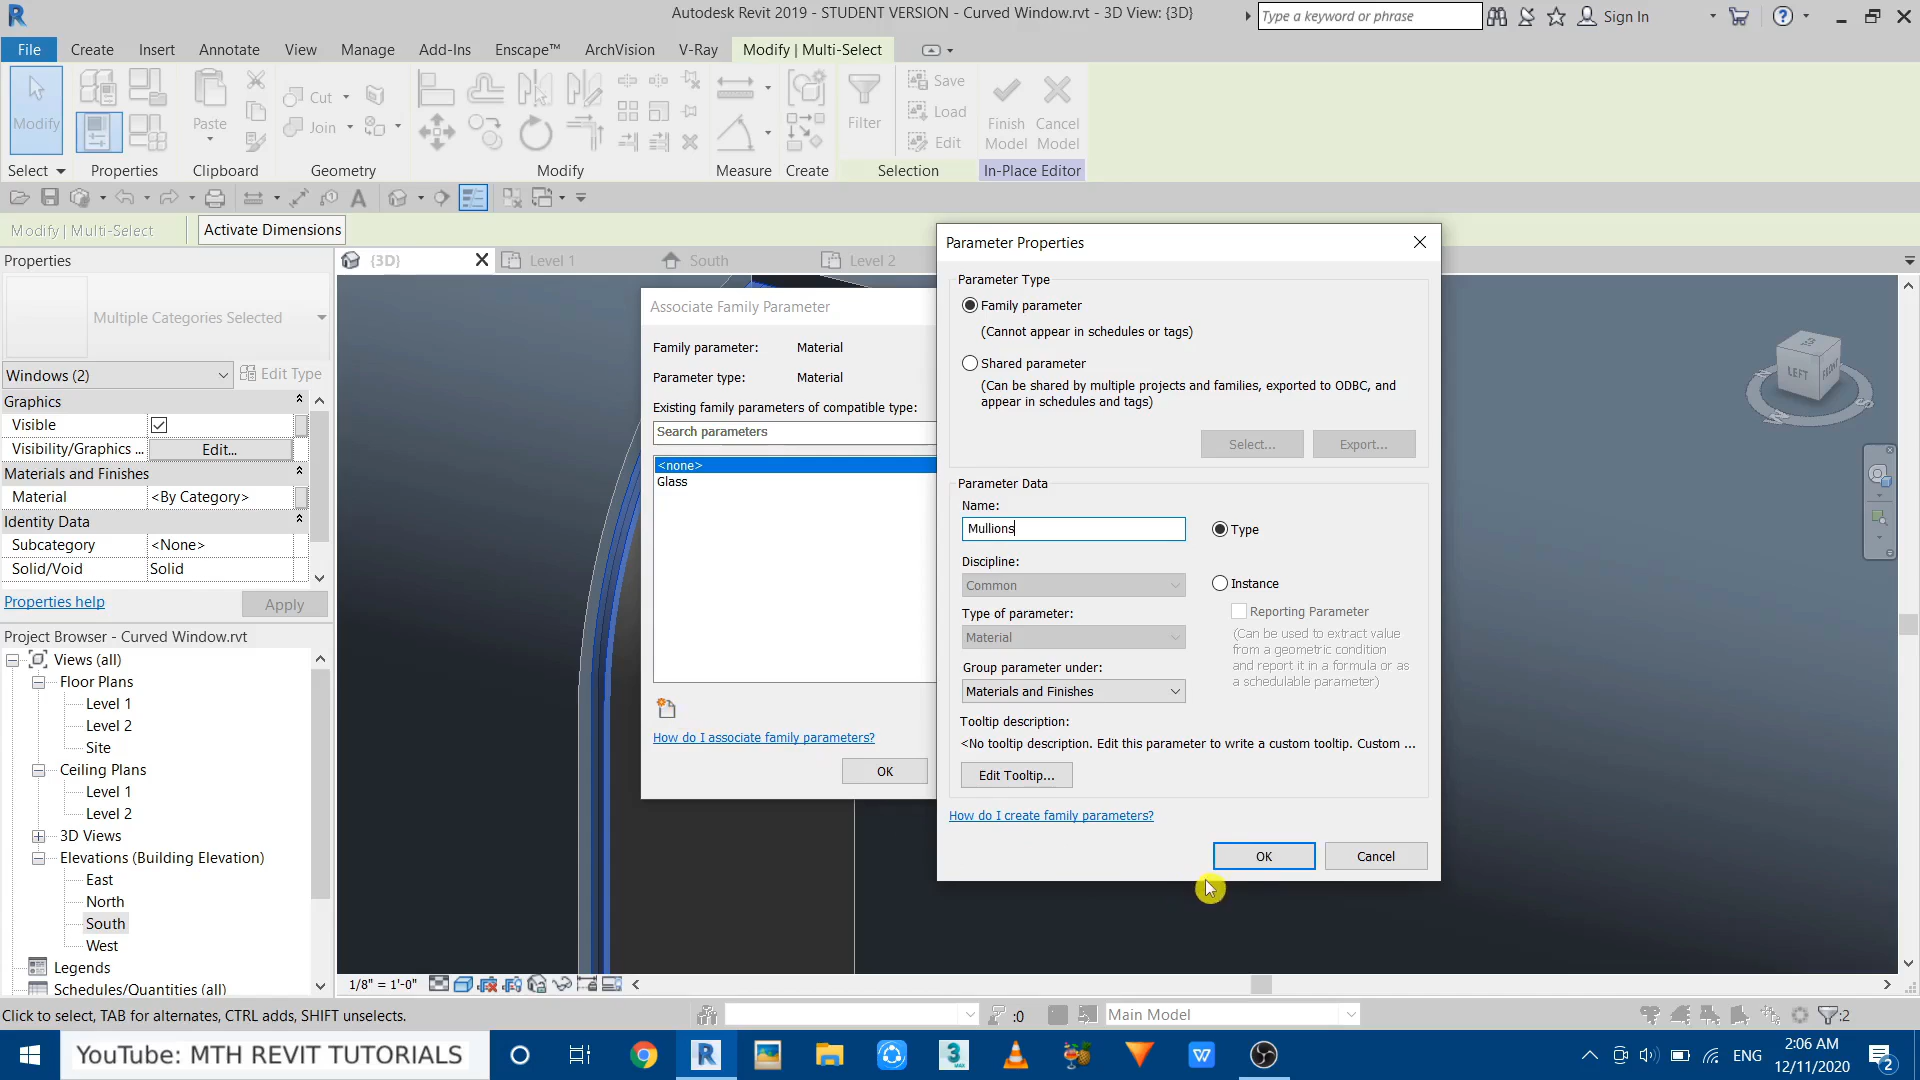 Autodesk Revit 2019 - STUDENT VERSION - Curved Window.rvt - 3D View: {3D}
Type a keyword or phrase
Sign In
File Create Insert Annotate View Manage Add-Ins Enscape™ ArchVision V-Ray Modify | Multi-Select
Modify
Paste
Cut
Join
Filter
Save
Load
Edit
Finish Model
Cancel Model
Select Properties Clipboard Geometry Modify Measure Create Selection In-Place Editor
Modify | Multi-Select
Activate Dimensions
Properties
{3D}
Level 1
South
Level 2
Multiple Categories Selected
Windows (2)
Edit Type
Graphics
Visible
Visibility/Graphics ... Edit...
Materials and Finishes
Material <By Category>
Identity Data
Subcategory <None>
Solid/Void Solid
Properties help
Apply
Project Browser - Curved Window.rvt
Views (all)
Floor Plans
Level 1
Level 2
Site
Ceiling Plans
Level 1
Level 2
3D Views
Elevations (Building Elevation)
East
North
South
West
Legends
Schedules/Quantities (all)
Associate Family Parameter
Family parameter: Material
Parameter type: Material
Existing family parameters of compatible type:
Search parameters
<none>
Glass
How do I associate family parameters?
OK
Parameter Properties
Parameter Type
Family parameter
(Cannot appear in schedules or tags)
Shared parameter
(Can be shared by multiple projects and families, exported to ODBC, and
appear in schedules and tags)
Select... Export...
Parameter Data
Name:
Mullions
Type
Discipline:
Common
Instance
Type of parameter:
Reporting Parameter
Material
(Can be used to extract value
from a geometric condition
and report it in a formula or as
a schedulable parameter)
Group parameter under:
Materials and Finishes
Tooltip description:
<No tooltip description. Edit this parameter to write a custom tooltip. Custom ...
Edit Tooltip...
How do I create family parameters?
OK Cancel
TOP
LEFT
FRONT
1/8" = 1'-0"
Click to select, TAB for alternates, CTRL adds, SHIFT unselects.
:0
Main Model
:2
YouTube: MTH REVIT TUTORIALS
ENG
2:06 AM
12/11/2020
2